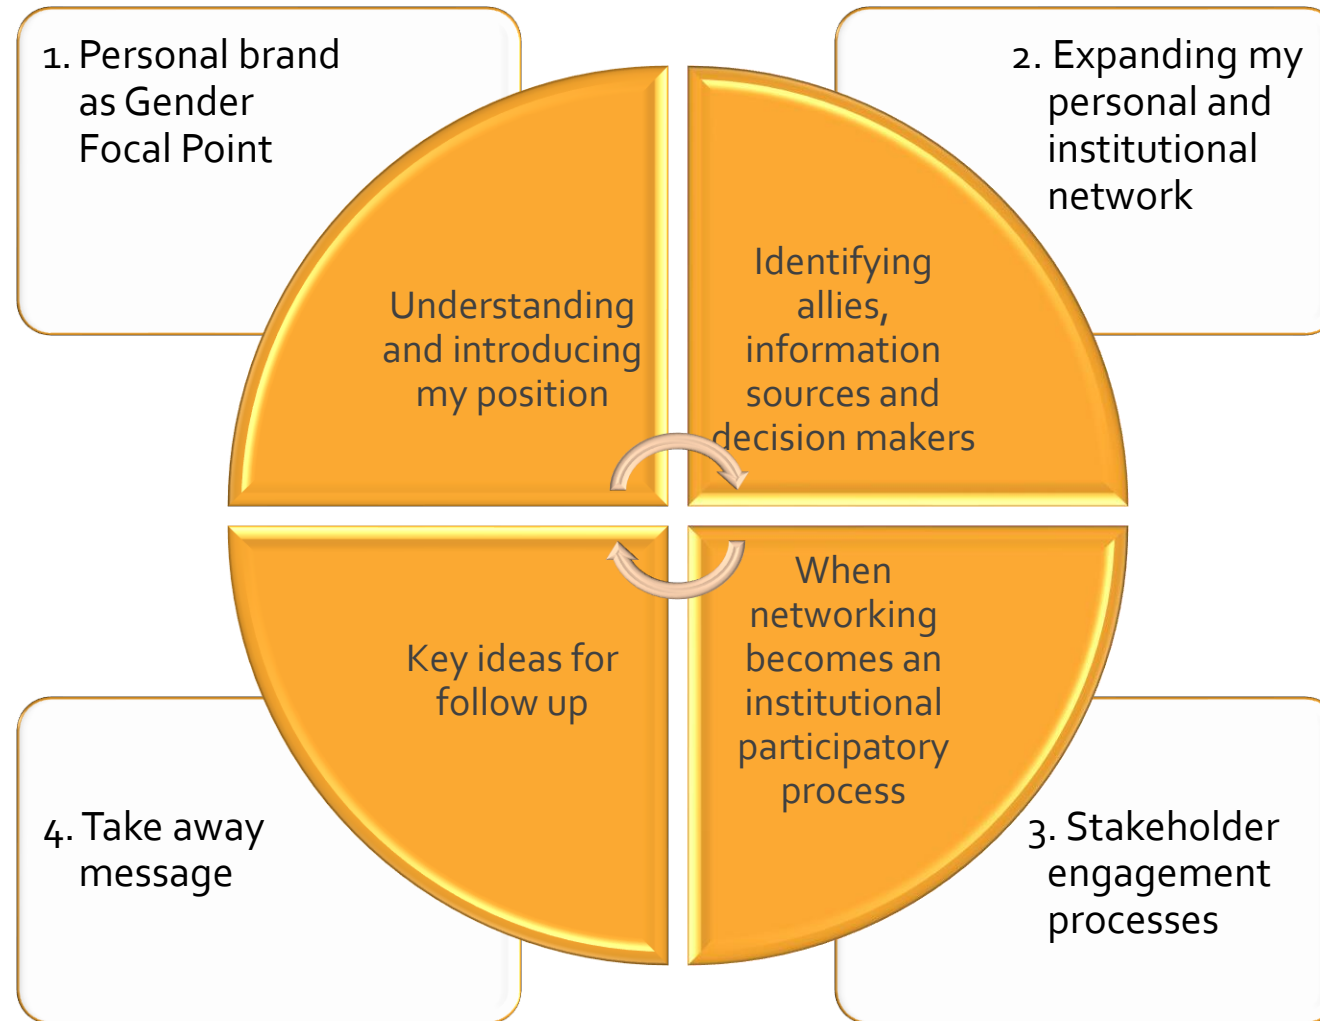 1. Personal brand
as Gender
Focal Point
Understanding
and introducing
my position
2. Expanding my
personal and
institutional
network
Identifying
allies,
information
sources and
decision makers
3. Stakeholder
engagement
processes
When
networking
becomes an
institutional
participatory
process
4. Take away
message
Key ideas for
follow up